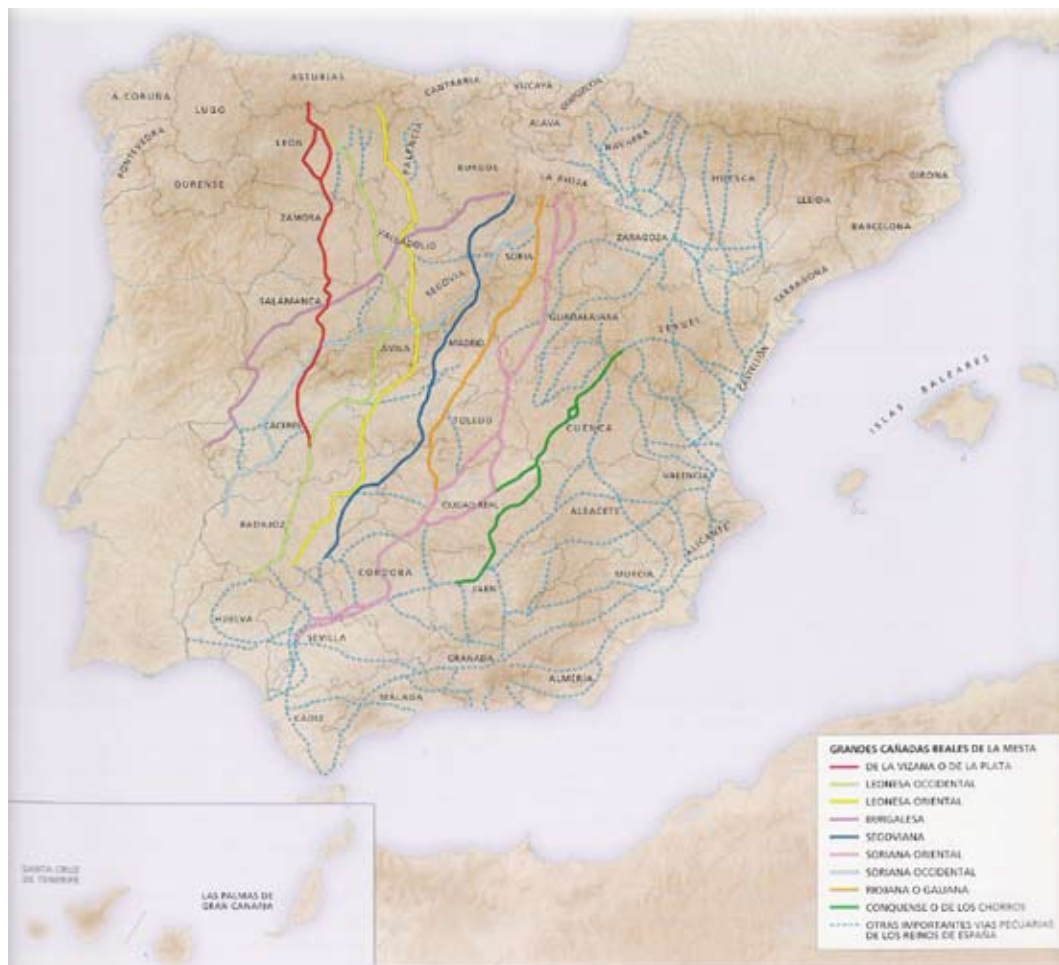 ASTURIAS
CANTABRIA
VIZCAYA
GUIPÚZCOA
A CORUÑA
LUGO
ÁLAVA
NAVARRA
PONTEVEDRA
LEÓN
PALENCIA
BURGOS
LA RIOJA
HUESCA
GIRONA
OURENSE
LLEIDA
ZAMORA
BARCELONA
VALLADOLID
ZARAGOZA
SORIA
SEGOVIA
TARRAGONA
SALAMANCA
GUADALAJARA
TERUEL
ÁVILA
MADRID
CASTELLÓN
ISLAS BALEARES
CÁCERES
TOLEDO
CUENCA
VALENCIA
CIUDAD REAL
ALBACETE
BADAJOZ
ALICANTE
CÓRDOBA
MURCIA
JAÉN
HUELVA
SEVILLA
GRANADA
ALMERÍA
MÁLAGA
CÁDIZ
SANTA CRUZ
DE TENERIFE
LAS PALMAS DE
GRAN CANARIA
GRANDES CAÑADAS REALES DE LA MESTA
DE LA VIZANA O DE LA PLATA
LEONESA OCCIDENTAL
LEONESA ORIENTAL
BURGALESA
SEGOVIANA
SORIANA ORIENTAL
SORIANA OCCIDENTAL
RIOJANA O GALIANA
CONQUENSE O DE LOS CHORROS
OTRAS IMPORTANTES VIAS PECUARIAS
DE LOS REINOS DE ESPAÑA